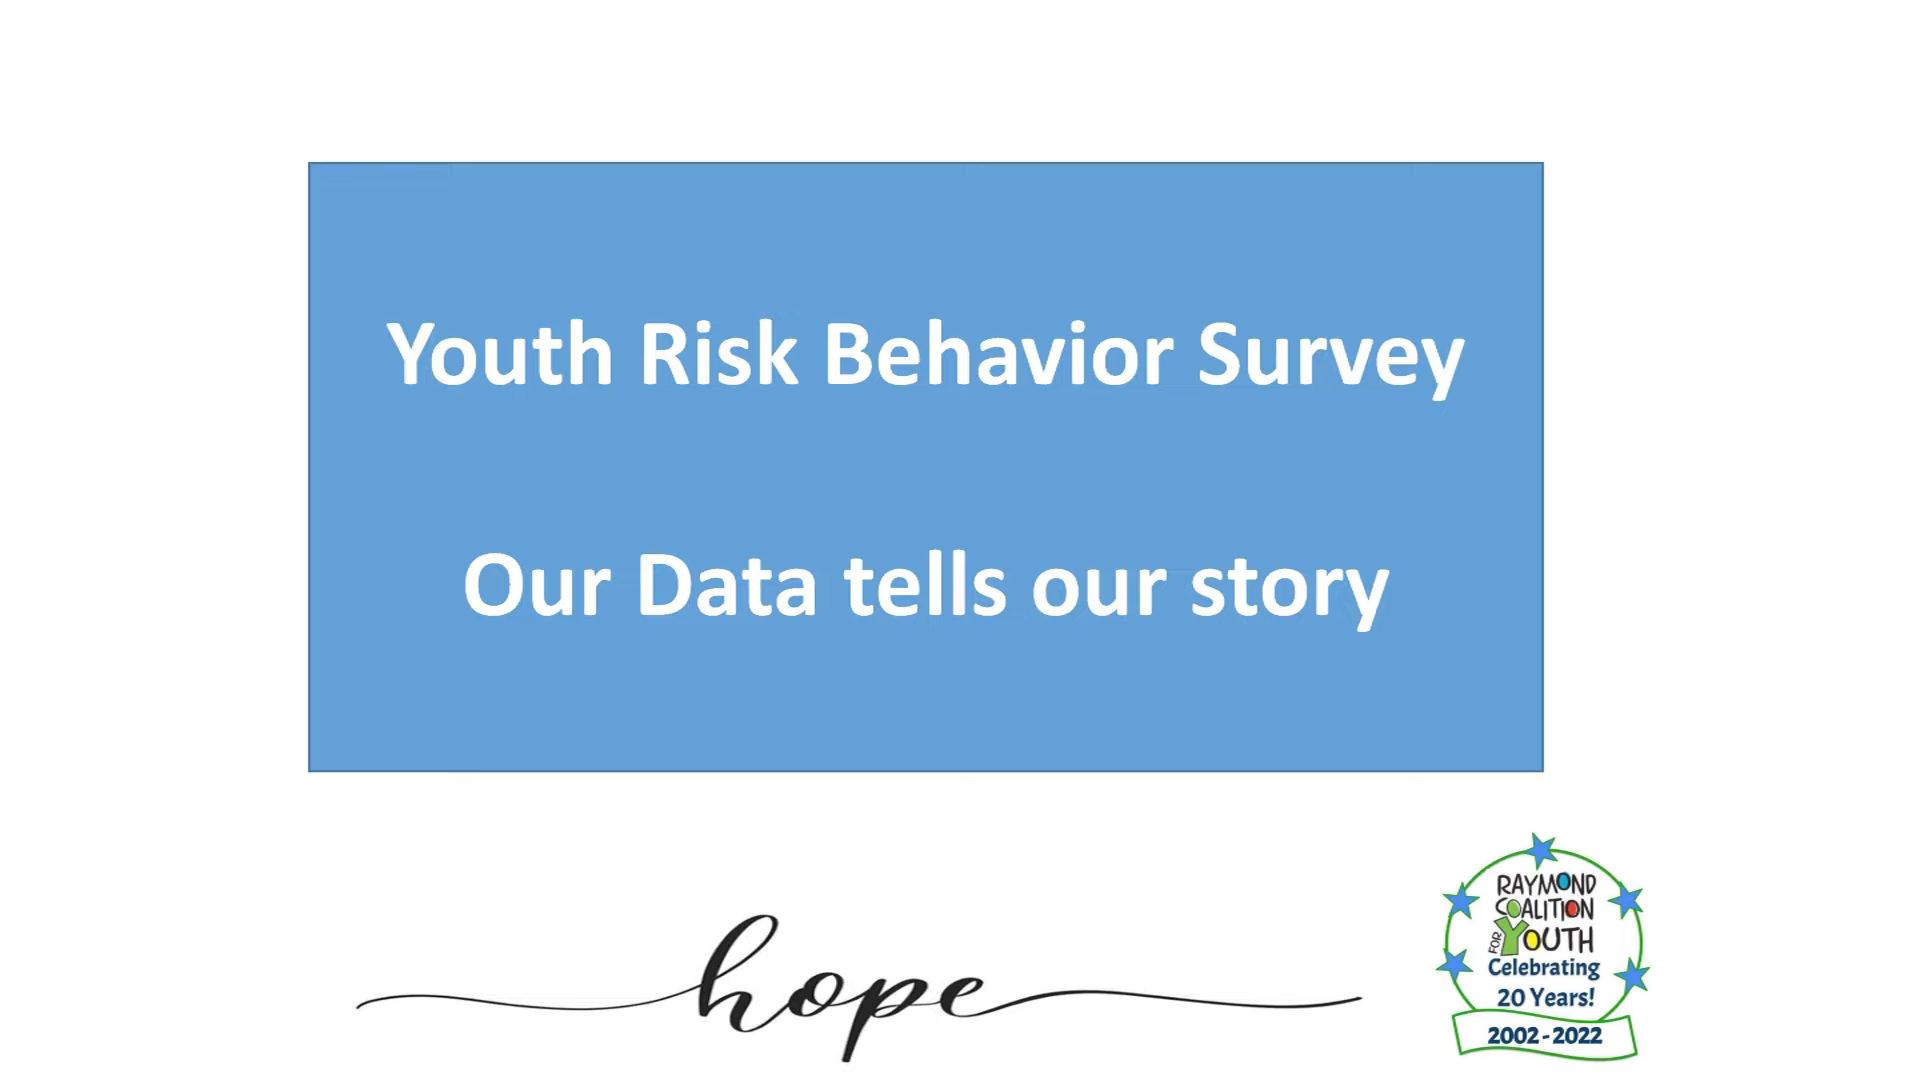 Youth Risk Behavior Survey
Our Data tells our story
hope
RAYMOND
COALITION
FOR YOUTH
Celebrating
20 Years!
2002-2022